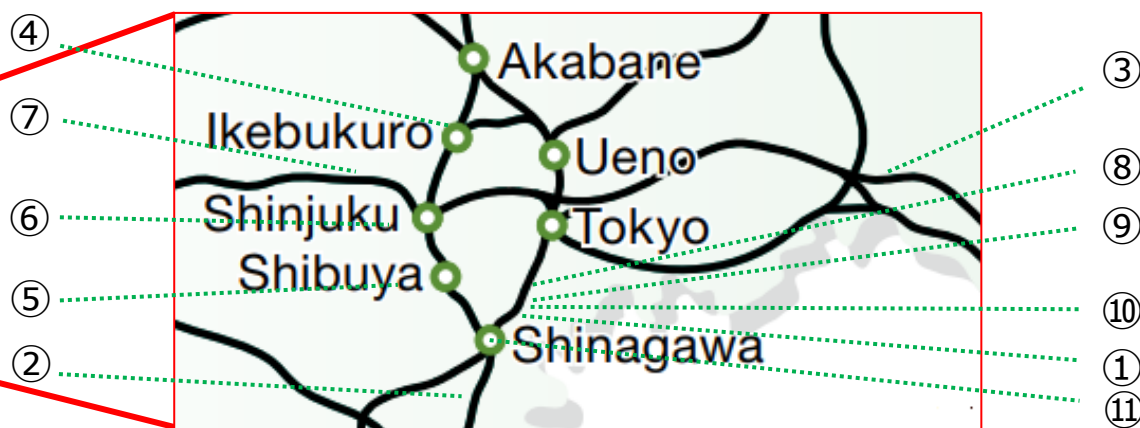 ④
Akabane
③
⑦
Ikebukuro
Ueno
⑧
⑥
Shinjuku
Tokyo
⑨
⑤
Shibuya
⑩
②
Shinagawa
①
⑪